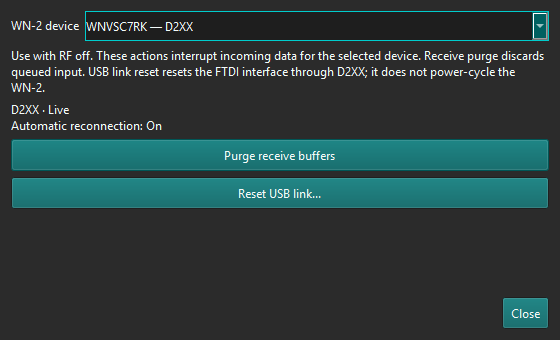 WN-2 device WNVSC7RK — D2XX
Use with RF off. These actions interrupt incoming data for the selected device. Receive purge discards
queued input. USB link reset resets the FTDI interface through D2XX; it does not power-cycle the
WN-2.
D2XX · Live
Automatic reconnection: On
Purge receive buffers
Reset USB link...
Close